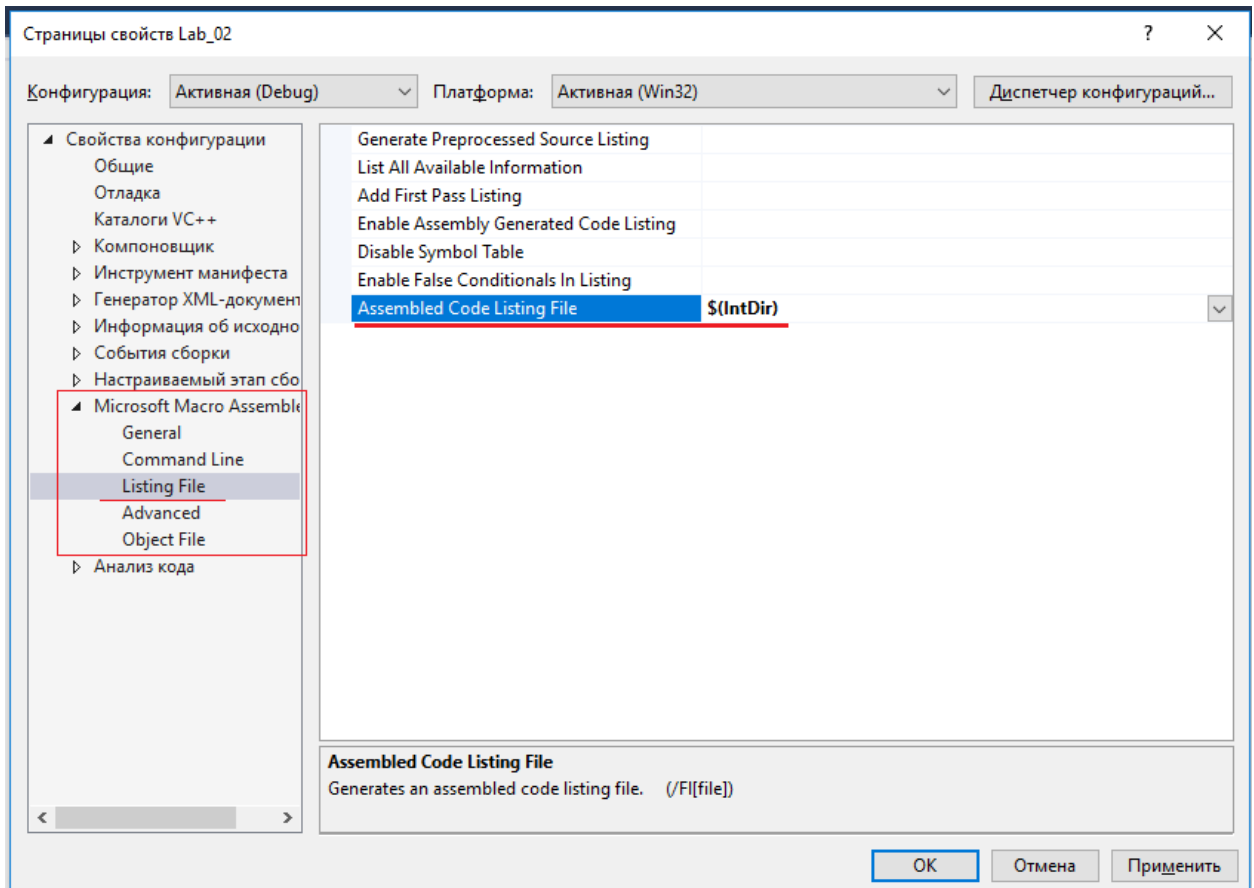 Страницы свойств Lab_02
?
Конфигурация: Активная (Debug) Платформа: Активная (Win32) Диспетчер конфигураций...
Свойства конфигурации
Общие
Отладка
Каталоги VC++
Компоновщик
Инструмент манифеста
Генератор XML-документ
Информация об исходно
События сборки
Настраиваемый этап сбо
Microsoft Macro Assemble
General
Command Line
Listing File
Advanced
Object File
Анализ кода
Generate Preprocessed Source Listing
List All Available Information
Add First Pass Listing
Enable Assembly Generated Code Listing
Disable Symbol Table
Enable False Conditionals In Listing
Assembled Code Listing File $(IntDir)
Assembled Code Listing File
Generates an assembled code listing file. (/Fl[file])
OK Отмена Применить